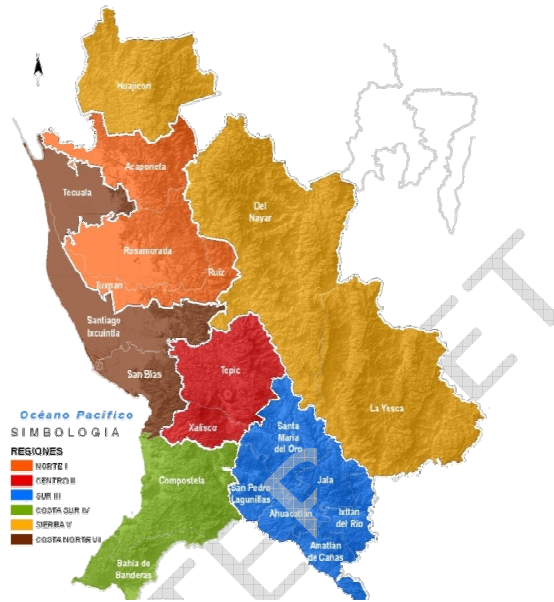 Huajicori
Acaponeta
Tecuala
Del
Nayar
Rosamorada
Ruiz
Tuxpan
Santiago
Ixcuintla
San Blas
Tepic
La Yesca
Océano Pacífico
Xalisco
Santa
María
del Oro
SIMBOLOGIA
REGIONES
NORTE I
CENTRO II
SUR III
COSTA SUR IV
SIERRA V
COSTA NORTE VI
Compostela
Jala
San Pedro
Lagunillas
Ahuacatlán
Ixtlán
del Río
Amatlán
de Cañas
Bahía de
Banderas